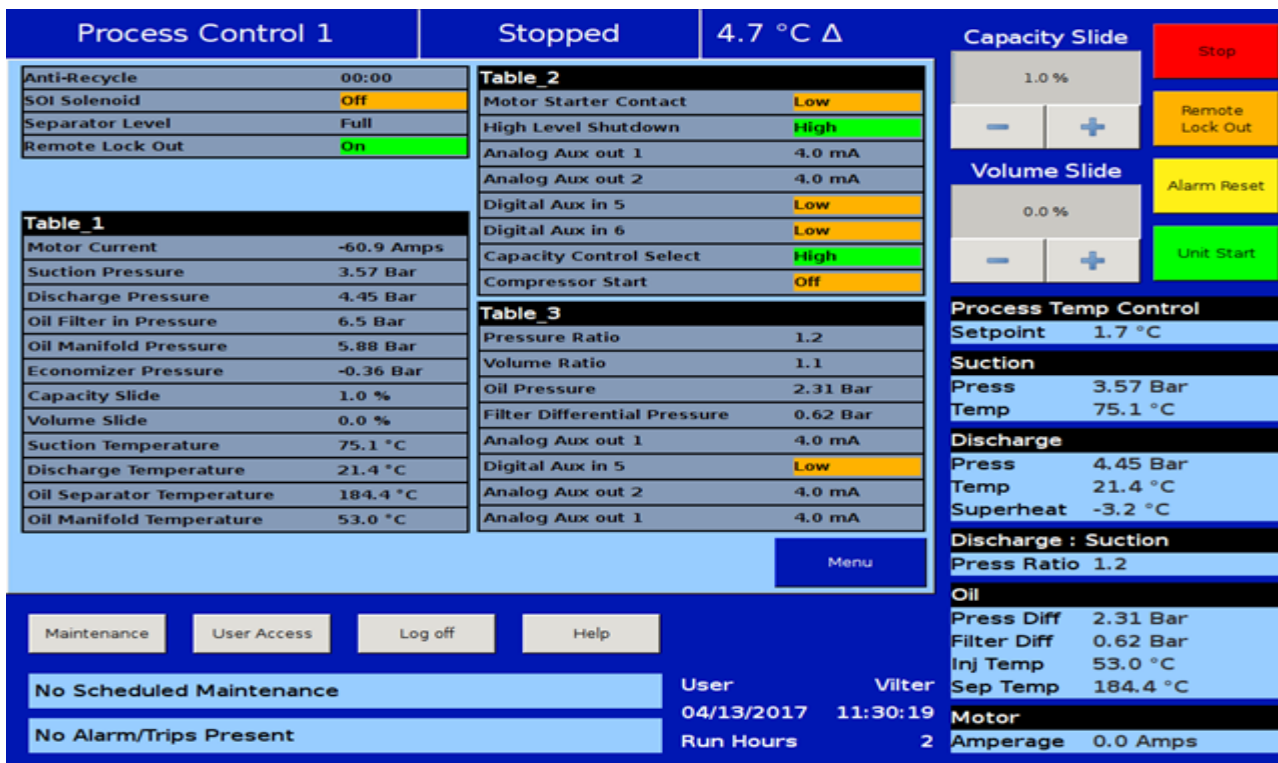 Process Control 1 Stopped 4.7 °C Δ
Anti-Recycle 00:00
SOI Solenoid Off
Separator Level Full
Remote Lock Out On
Table_1
Motor Current -60.9 Amps
Suction Pressure 3.57 Bar
Discharge Pressure 4.45 Bar
Oil Filter in Pressure 6.5 Bar
Oil Manifold Pressure 5.88 Bar
Economizer Pressure -0.36 Bar
Capacity Slide 1.0 %
Volume Slide 0.0 %
Suction Temperature 75.1 °C
Discharge Temperature 21.4 °C
Oil Separator Temperature 184.4 °C
Oil Manifold Temperature 53.0 °C
Table_2
Motor Starter Contact Low
High Level Shutdown High
Analog Aux out 1 4.0 mA
Analog Aux out 2 4.0 mA
Digital Aux in 5 Low
Digital Aux in 6 Low
Capacity Control Select High
Compressor Start Off
Table_3
Pressure Ratio 1.2
Volume Ratio 1.1
Oil Pressure 2.31 Bar
Filter Differential Pressure 0.62 Bar
Analog Aux out 1 4.0 mA
Digital Aux in 5 Low
Analog Aux out 2 4.0 mA
Analog Aux out 1 4.0 mA
Menu
Capacity Slide
1.0 %
− +
Volume Slide
0.0 %
− +
Stop
Remote
Lock Out
Alarm Reset
Unit Start
Process Temp Control
Setpoint 1.7 °C
Suction
Press 3.57 Bar
Temp 75.1 °C
Discharge
Press 4.45 Bar
Temp 21.4 °C
Superheat -3.2 °C
Discharge : Suction
Press Ratio 1.2
Oil
Press Diff 2.31 Bar
Filter Diff 0.62 Bar
Inj Temp 53.0 °C
Sep Temp 184.4 °C
Motor
Amperage 0.0 Amps
Maintenance User Access Log off Help
No Scheduled Maintenance
No Alarm/Trips Present
User Vilter
04/13/2017 11:30:19
Run Hours 2